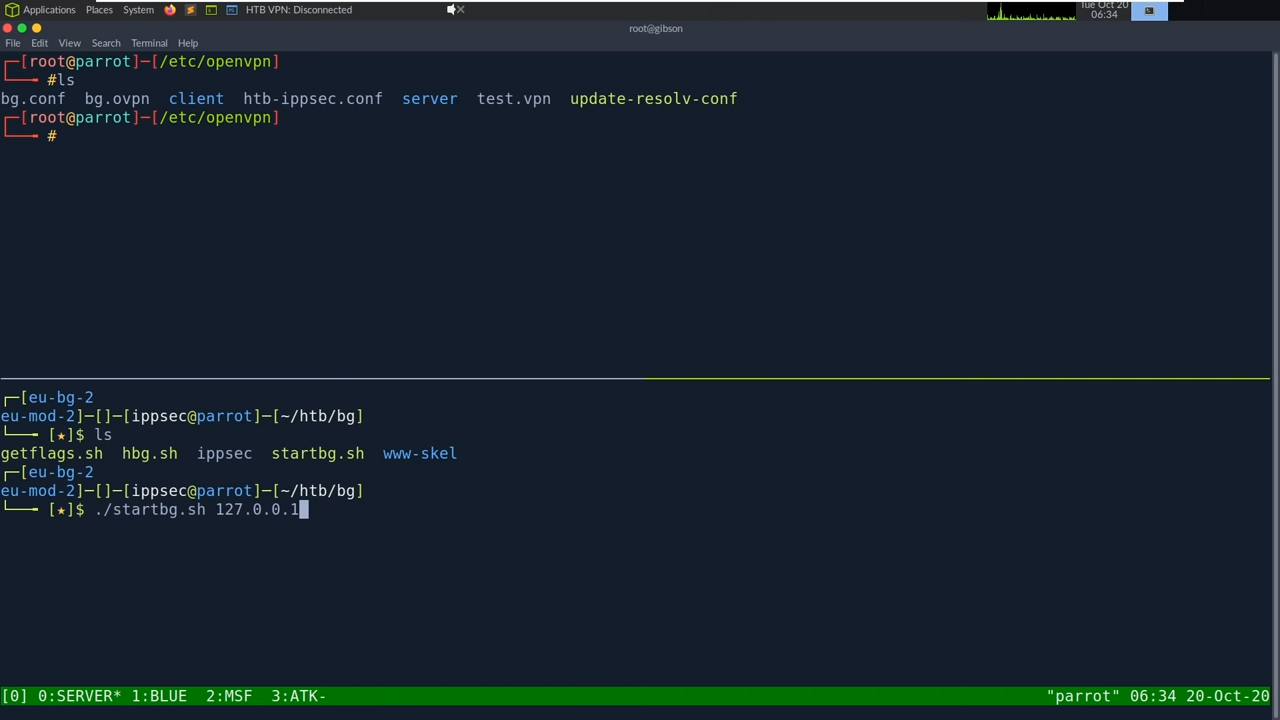 Applications Places System HTB VPN: Disconnected Tue Oct 20
06:34
root@gibson
File Edit View Search Terminal Help
┌─[root@parrot]─[/etc/openvpn]
└──╼ #ls
bg.conf bg.ovpn client htb-ippsec.conf server test.vpn update-resolv-conf
┌─[root@parrot]─[/etc/openvpn]
└──╼ #
┌─[eu-bg-2
eu-mod-2]─[]─[ippsec@parrot]─[~/htb/bg]
└──╼ [★]$ ls
getflags.sh hbg.sh ippsec startbg.sh www-skel
┌─[eu-bg-2
eu-mod-2]─[]─[ippsec@parrot]─[~/htb/bg]
└──╼ [★]$ ./startbg.sh 127.0.0.1
[0] 0:SERVER* 1:BLUE 2:MSF 3:ATK- "parrot" 06:34 20-Oct-20